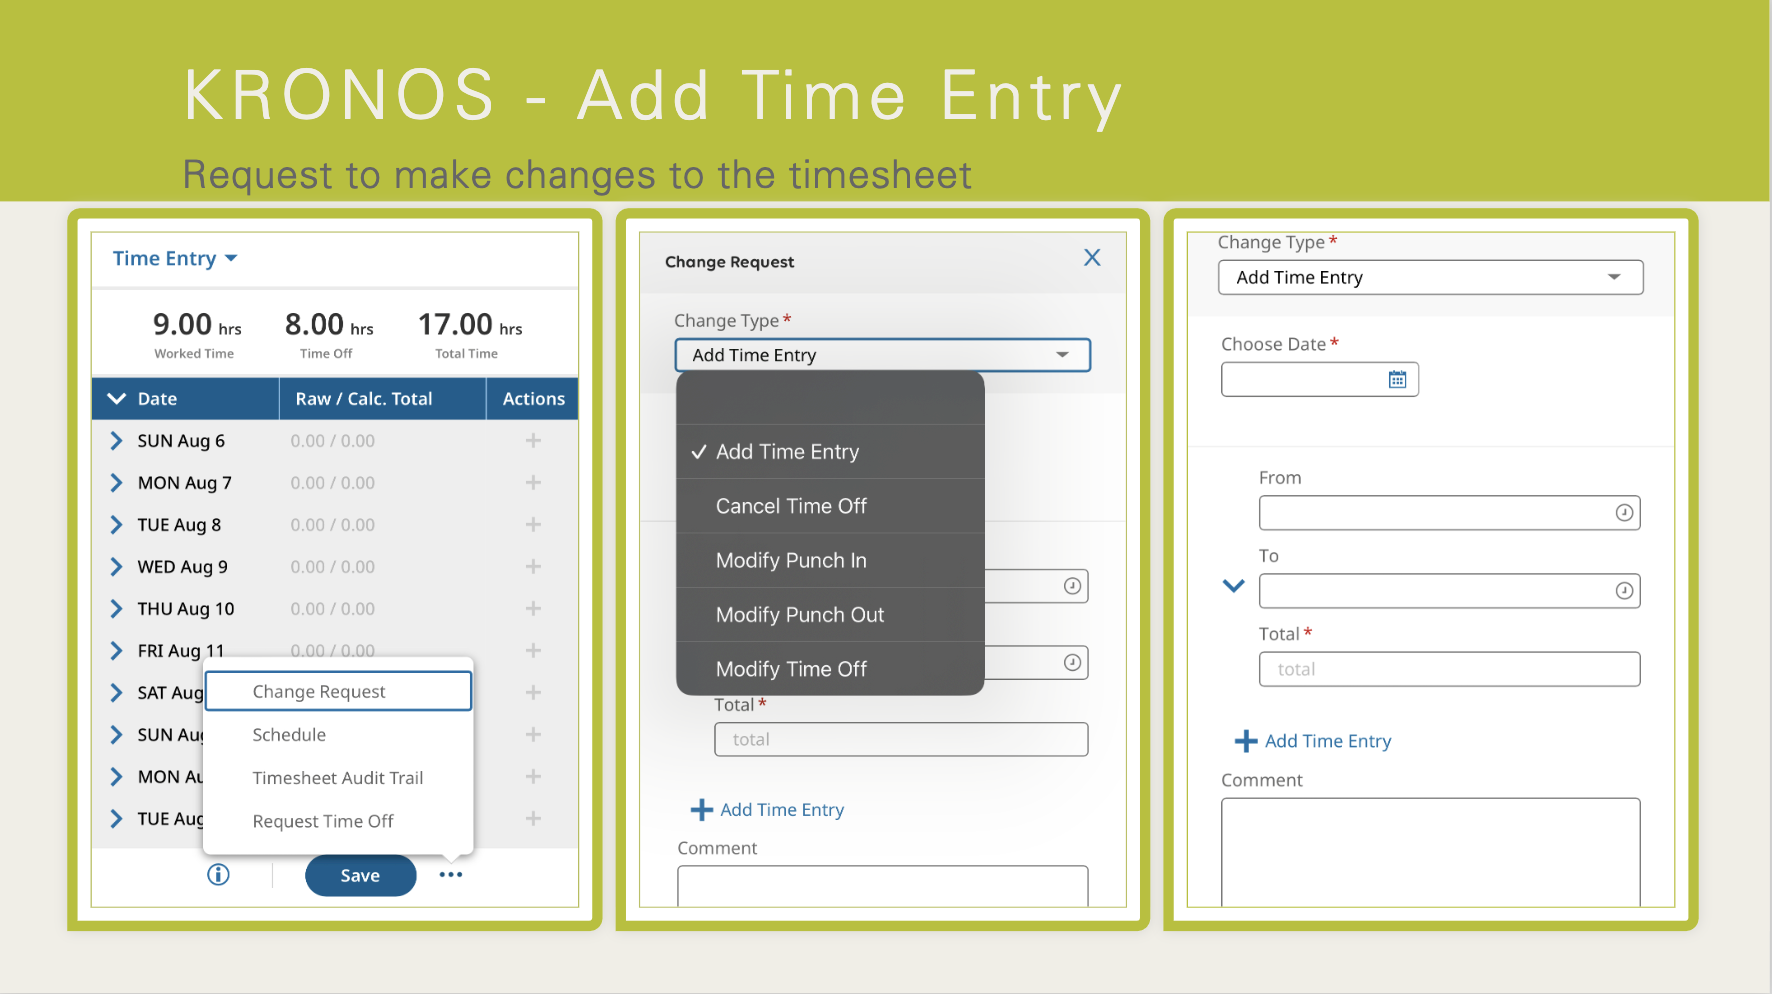 KRONOS - Add Time Entry
Request to make changes to the timesheet
Time Entry
9.00 hrs 8.00 hrs 17.00 hrs
Worked Time Time Off Total Time
Date Raw / Calc. Total Actions
SUN Aug 6 0.00 / 0.00
MON Aug 7 0.00 / 0.00
TUE Aug 8 0.00 / 0.00
WED Aug 9 0.00 / 0.00
THU Aug 10 0.00 / 0.00
FRI Aug 11 0.00 / 0.00
SAT Aug
SUN Au
MON Au
TUE Aug
Change Request
Schedule
Timesheet Audit Trail
Request Time Off
Save
Change Request X
Change Type *
Add Time Entry
✓ Add Time Entry
Cancel Time Off
Modify Punch In
Modify Punch Out
Modify Time Off
Total *
total
+ Add Time Entry
Comment
Change Type *
Add Time Entry
Choose Date *
From
To
Total *
total
+ Add Time Entry
Comment